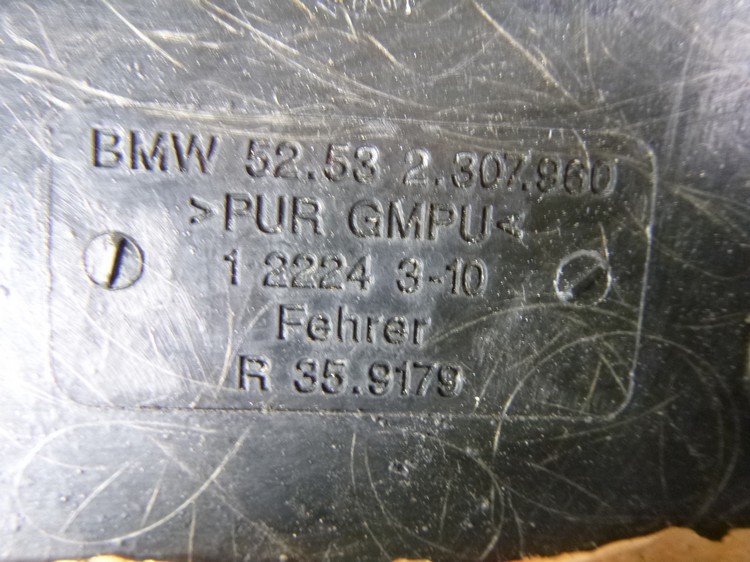 BMW 52.53 2.307.960
>PUR GMPU<
1 2224 3-10
Fehrer
R 35.9179